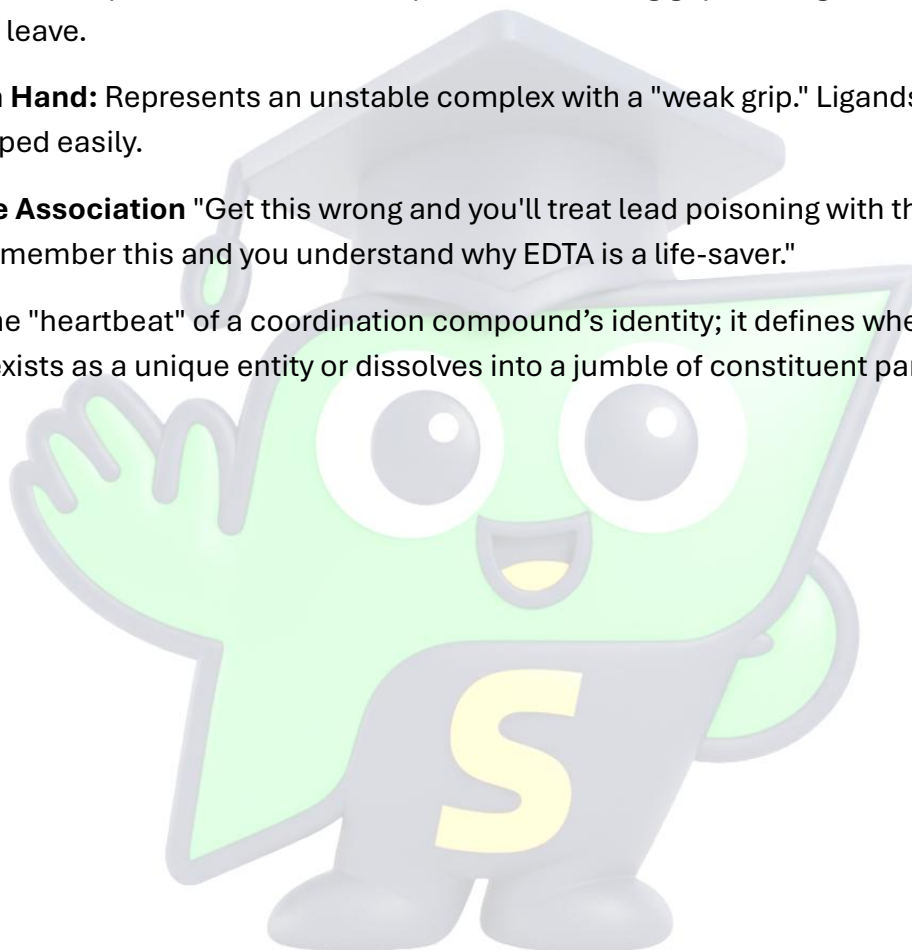 leave.
Hand: Represents an unstable complex with a "weak grip." Ligands
ped easily.
e Association "Get this wrong and you'll treat lead poisoning with th
member this and you understand why EDTA is a life-saver."
ne "heartbeat" of a coordination compound’s identity; it defines whe
exists as a unique entity or dissolves into a jumble of constituent par
S